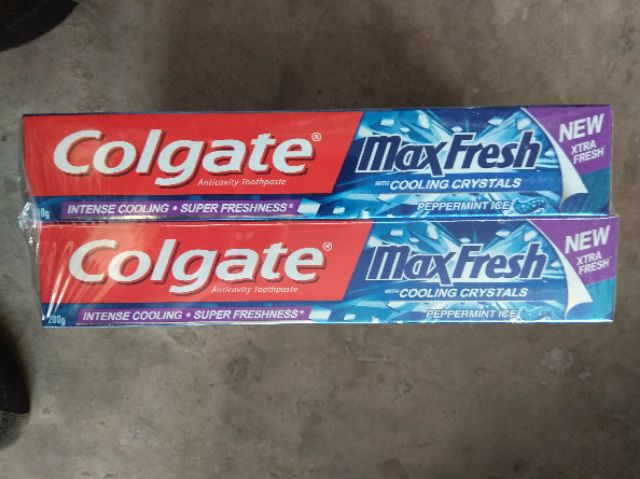 Colgate®
Anticavity Toothpaste
MaxFresh
WITH COOLING CRYSTALS
PEPPERMINT ICE
NEW
XTRA
FRESH
INTENSE COOLING • SUPER FRESHNESS*
Colgate®
Anticavity Toothpaste
MaxFresh
WITH COOLING CRYSTALS
PEPPERMINT ICE
NEW
XTRA
FRESH
INTENSE COOLING • SUPER FRESHNESS*
200g